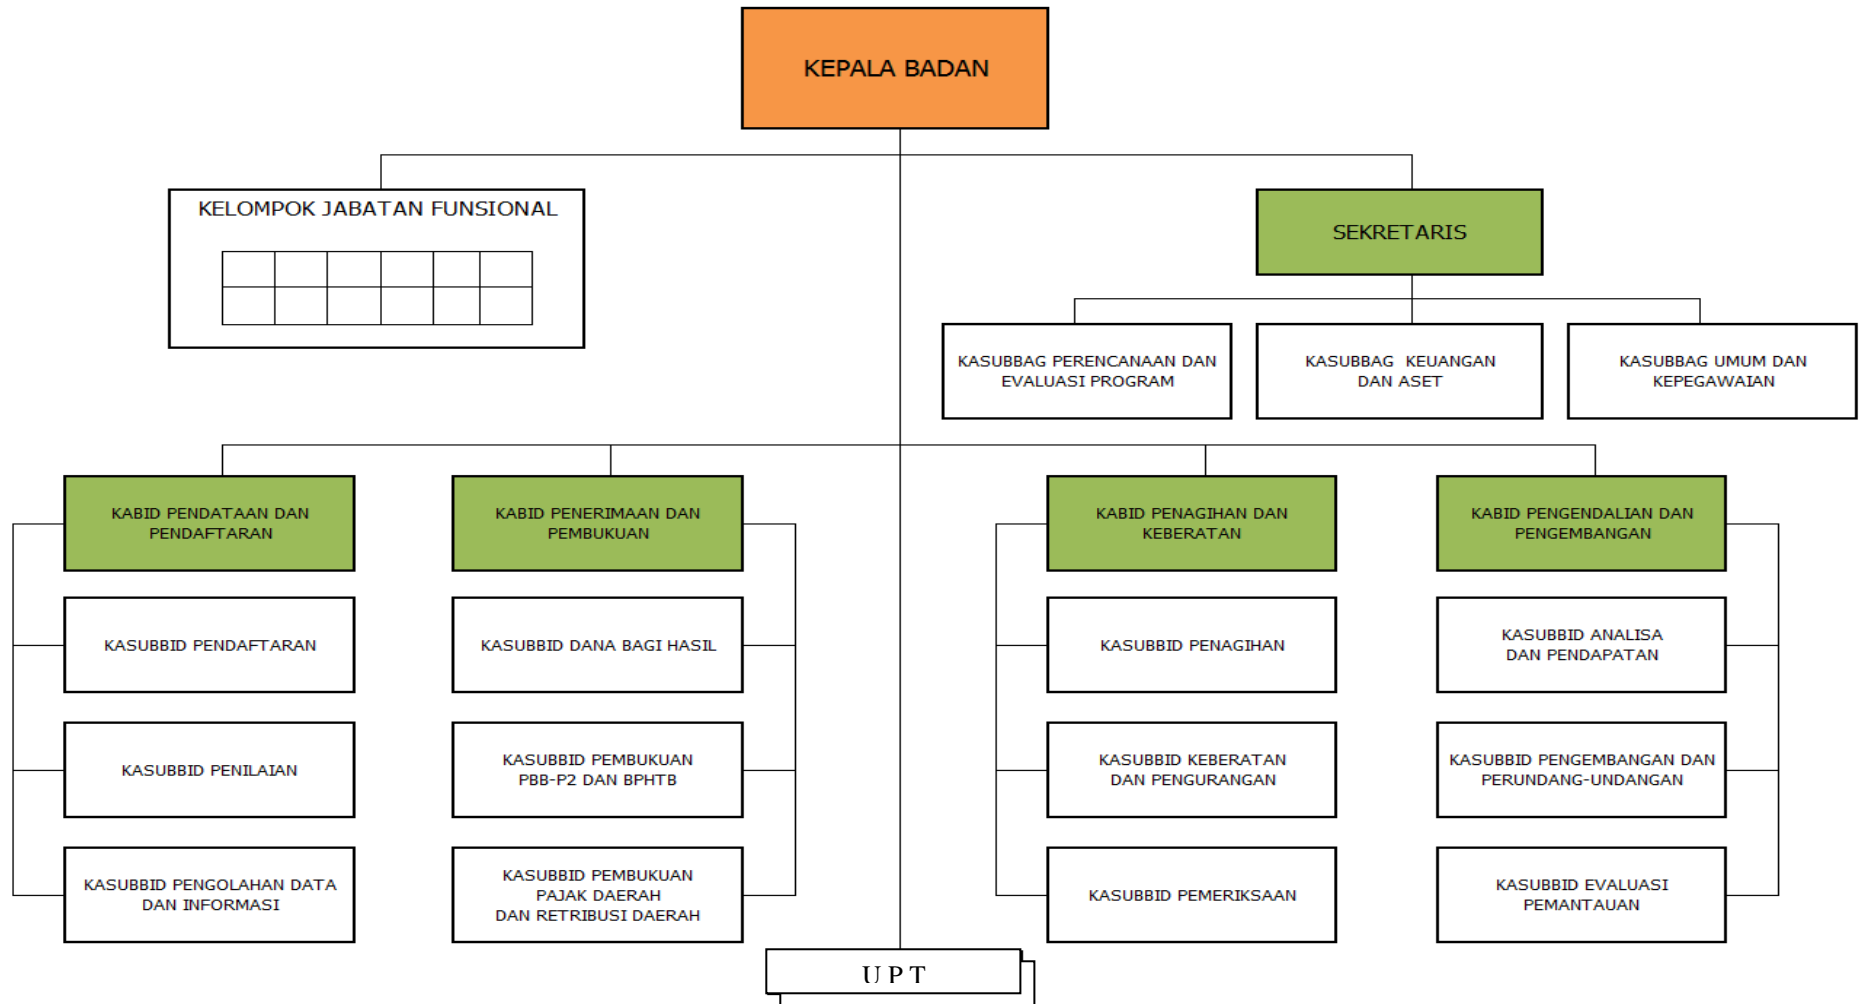 KEPALA BADAN
KELOMPOK JABATAN FUNSIONAL
SEKRETARIS
KASUBBAG PERENCANAAN DAN
EVALUASI PROGRAM
KASUBBAG KEUANGAN
DAN ASET
KASUBBAG UMUM DAN
KEPEGAWAIAN
KABID PENDATAAN DAN
PENDAFTARAN
KABID PENERIMAAN DAN
PEMBUKUAN
KABID PENAGIHAN DAN
KEBERATAN
KABID PENGENDALIAN DAN
PENGEMBANGAN
KASUBBID PENDAFTARAN
KASUBBID DANA BAGI HASIL
KASUBBID PENAGIHAN
KASUBBID ANALISA
DAN PENDAPATAN
KASUBBID PENILAIAN
KASUBBID PEMBUKUAN
PBB-P2 DAN BPHTB
KASUBBID KEBERATAN
DAN PENGURANGAN
KASUBBID PENGEMBANGAN DAN
PERUNDANG-UNDANGAN
KASUBBID PENGOLAHAN DATA
DAN INFORMASI
KASUBBID PEMBUKUAN
PAJAK DAERAH
DAN RETRIBUSI DAERAH
KASUBBID PEMERIKSAAN
KASUBBID EVALUASI
PEMANTAUAN
U P T